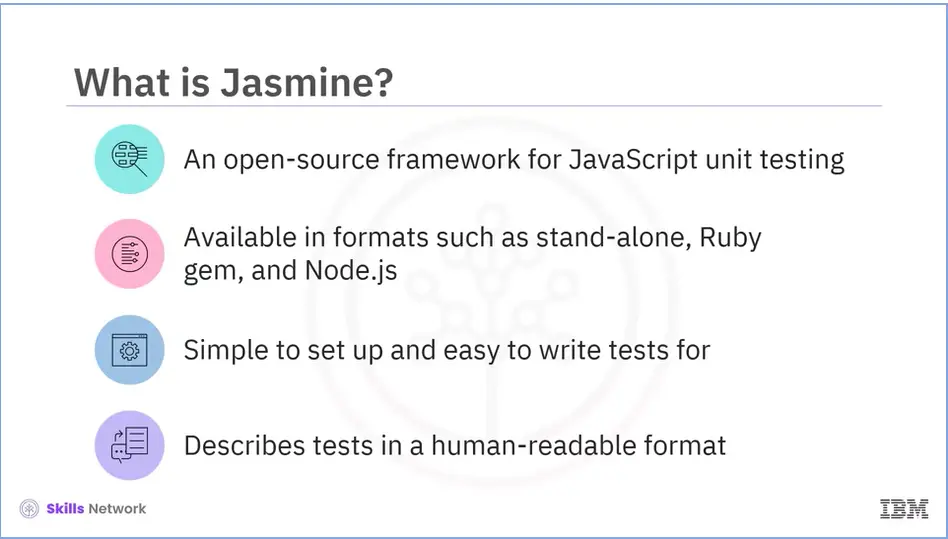 What is Jasmine?
An open-source framework for JavaScript unit testing
Available in formats such as stand-alone, Ruby
gem, and Node.js
Simple to set up and easy to write tests for
Describes tests in a human-readable format
Skills Network
IBM